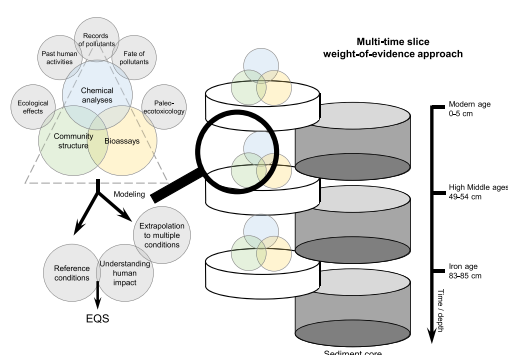 Records
of pollutants
Past human
activities
Fate of
pollutants
Ecological
effects
Chemical
analyses
Paleo-
ecotoxicology
Community
structure
Bioassays
Modeling
Extrapolation
to multiple
conditions
Reference
conditions
Understanding
human
impact
EQS
Multi-time slice
weight-of-evidence approach
Modern age
0-5 cm
High Middle ages
49-54 cm
Iron age
83-85 cm
Time / depth
Sediment core